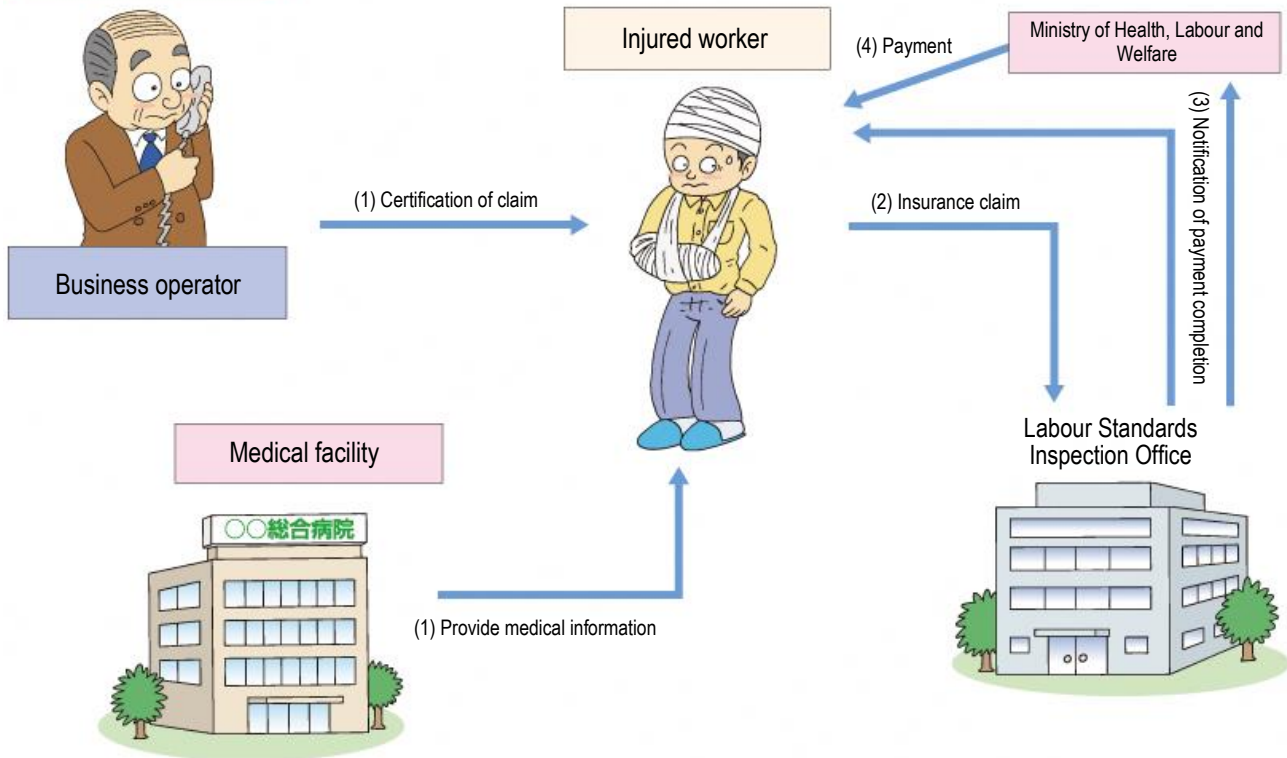 Injured worker
(4) Payment
Ministry of Health, Labour and
Welfare
(1) Certification of claim
(2) Insurance claim
(3) Notification of payment completion
Business operator
Medical facility
Labour Standards
Inspection Office
〇〇総合病院
(1) Provide medical information